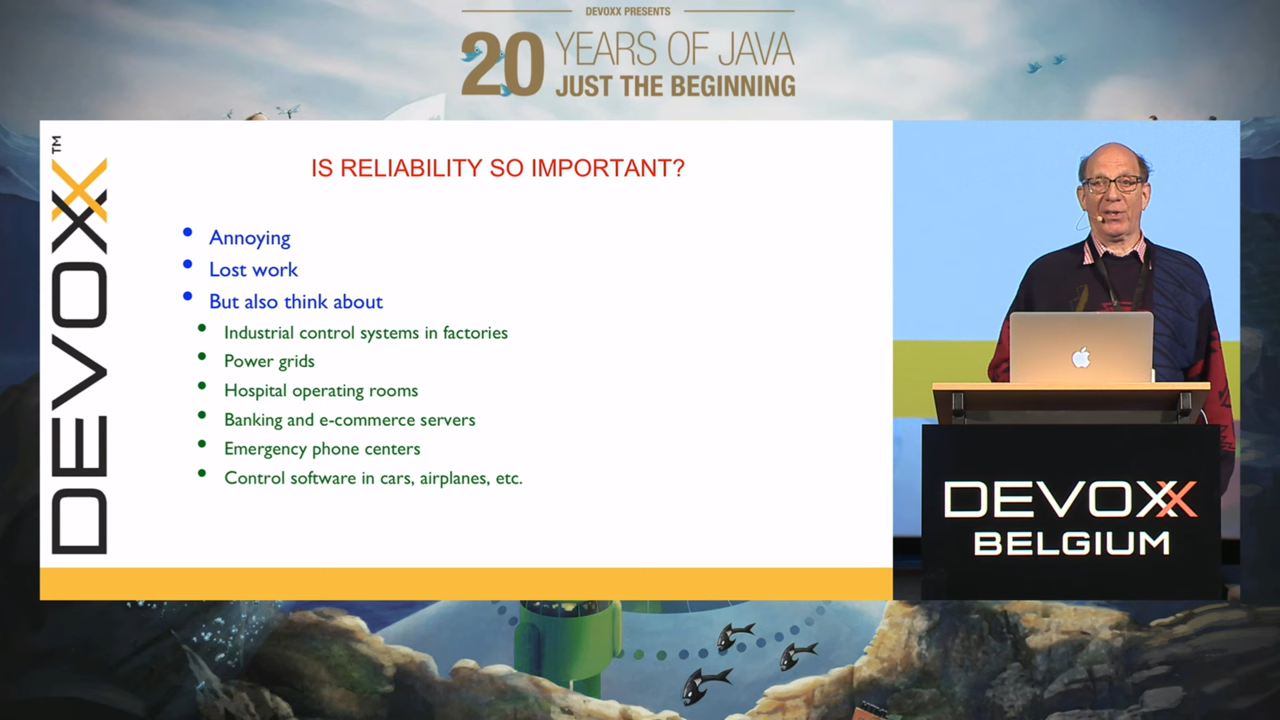 DEVOXX PRESENTS
20 YEARS OF JAVA
JUST THE BEGINNING
DEVOXX™
IS RELIABILITY SO IMPORTANT?
• Annoying
• Lost work
• But also think about
• Industrial control systems in factories
• Power grids
• Hospital operating rooms
• Banking and e-commerce servers
• Emergency phone centers
• Control software in cars, airplanes, etc.
DEVOXX
BELGIUM